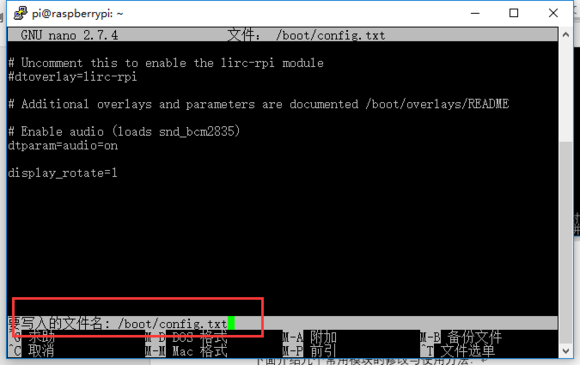 pi@raspberrypi: ~
GNU nano 2.7.4 文件： /boot/config.txt
# Uncomment this to enable the lirc-rpi module
#dtoverlay=lirc-rpi
# Additional overlays and parameters are documented /boot/overlays/README
# Enable audio (loads snd_bcm2835)
dtparam=audio=on
display_rotate=1
要写入的文件名: /boot/config.txt
^G 求助 M-D DOS 格式 M-A 附加 M-B 备份文件
^C 取消 M-M Mac 格式 M-P 前引 ^T 文件选单
下面介绍几个常用模块的修改与使用方法：